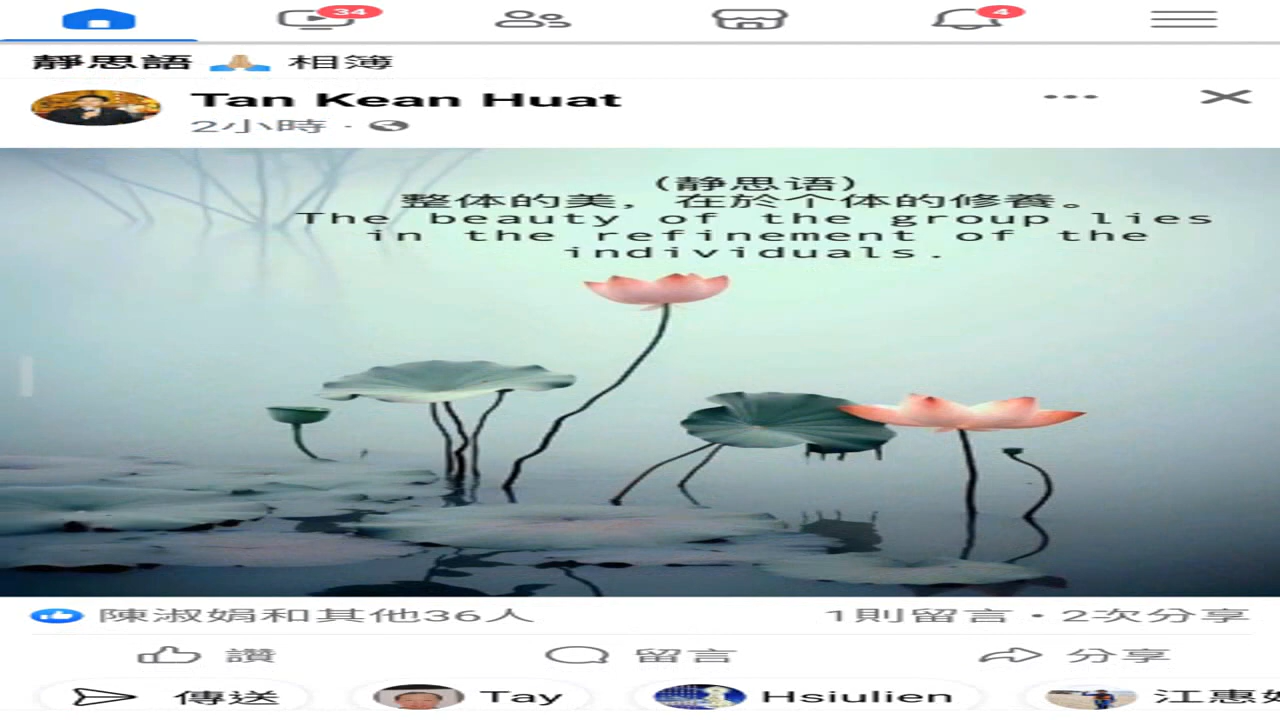 34
4
靜思語 🙏🏼 相簿
Tan Kean Huat
2小時 ·
(静思语)
整体的美，在於个体的修養。
The beauty of the group lies
in the refinement of the
individuals.
陳淑娟和其他36人
1則留言 • 2次分享
讚 留言 分享
傳送 Tay Hsiulien 江惠